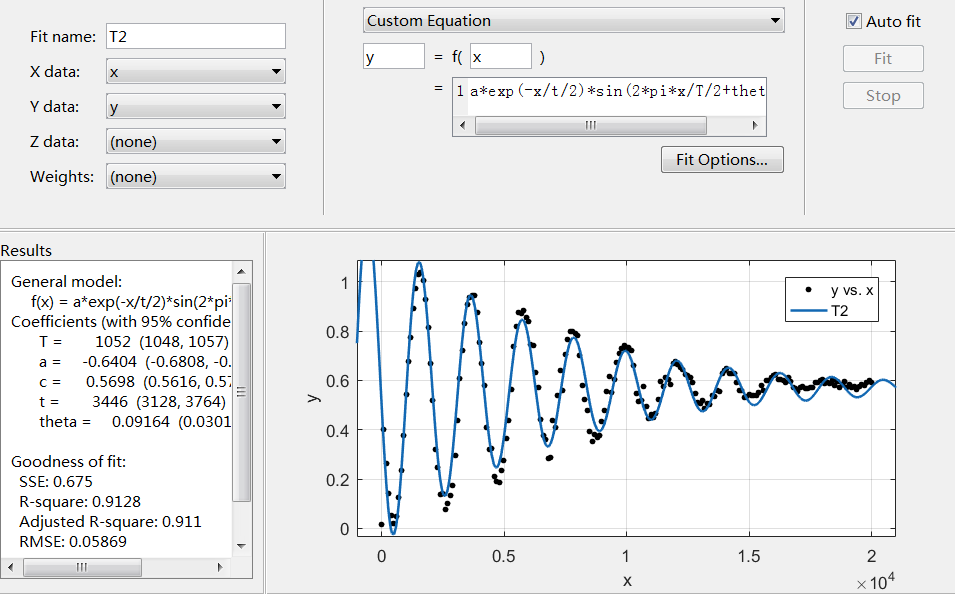 Fit name: T2
X data: x
Y data: y
Z data: (none)
Weights: (none)
Custom Equation
y = f( x )
= 1 a*exp(-x/t/2)*sin(2*pi*x/T/2+thet
Fit Options...
Auto fit
Fit
Stop
Results
General model:
f(x) = a*exp(-x/t/2)*sin(2*pi*
Coefficients (with 95% confide
T = 1052 (1048, 1057)
a = -0.6404 (-0.6808, -0.
c = 0.5698 (0.5616, 0.57
t = 3446 (3128, 3764)
theta = 0.09164 (0.0301
Goodness of fit:
SSE: 0.675
R-square: 0.9128
Adjusted R-square: 0.911
RMSE: 0.05869
y vs. x
T2
1
0.8
0.6
0.4
0.2
0
y
0 0.5 1 1.5 2
x
×10⁴